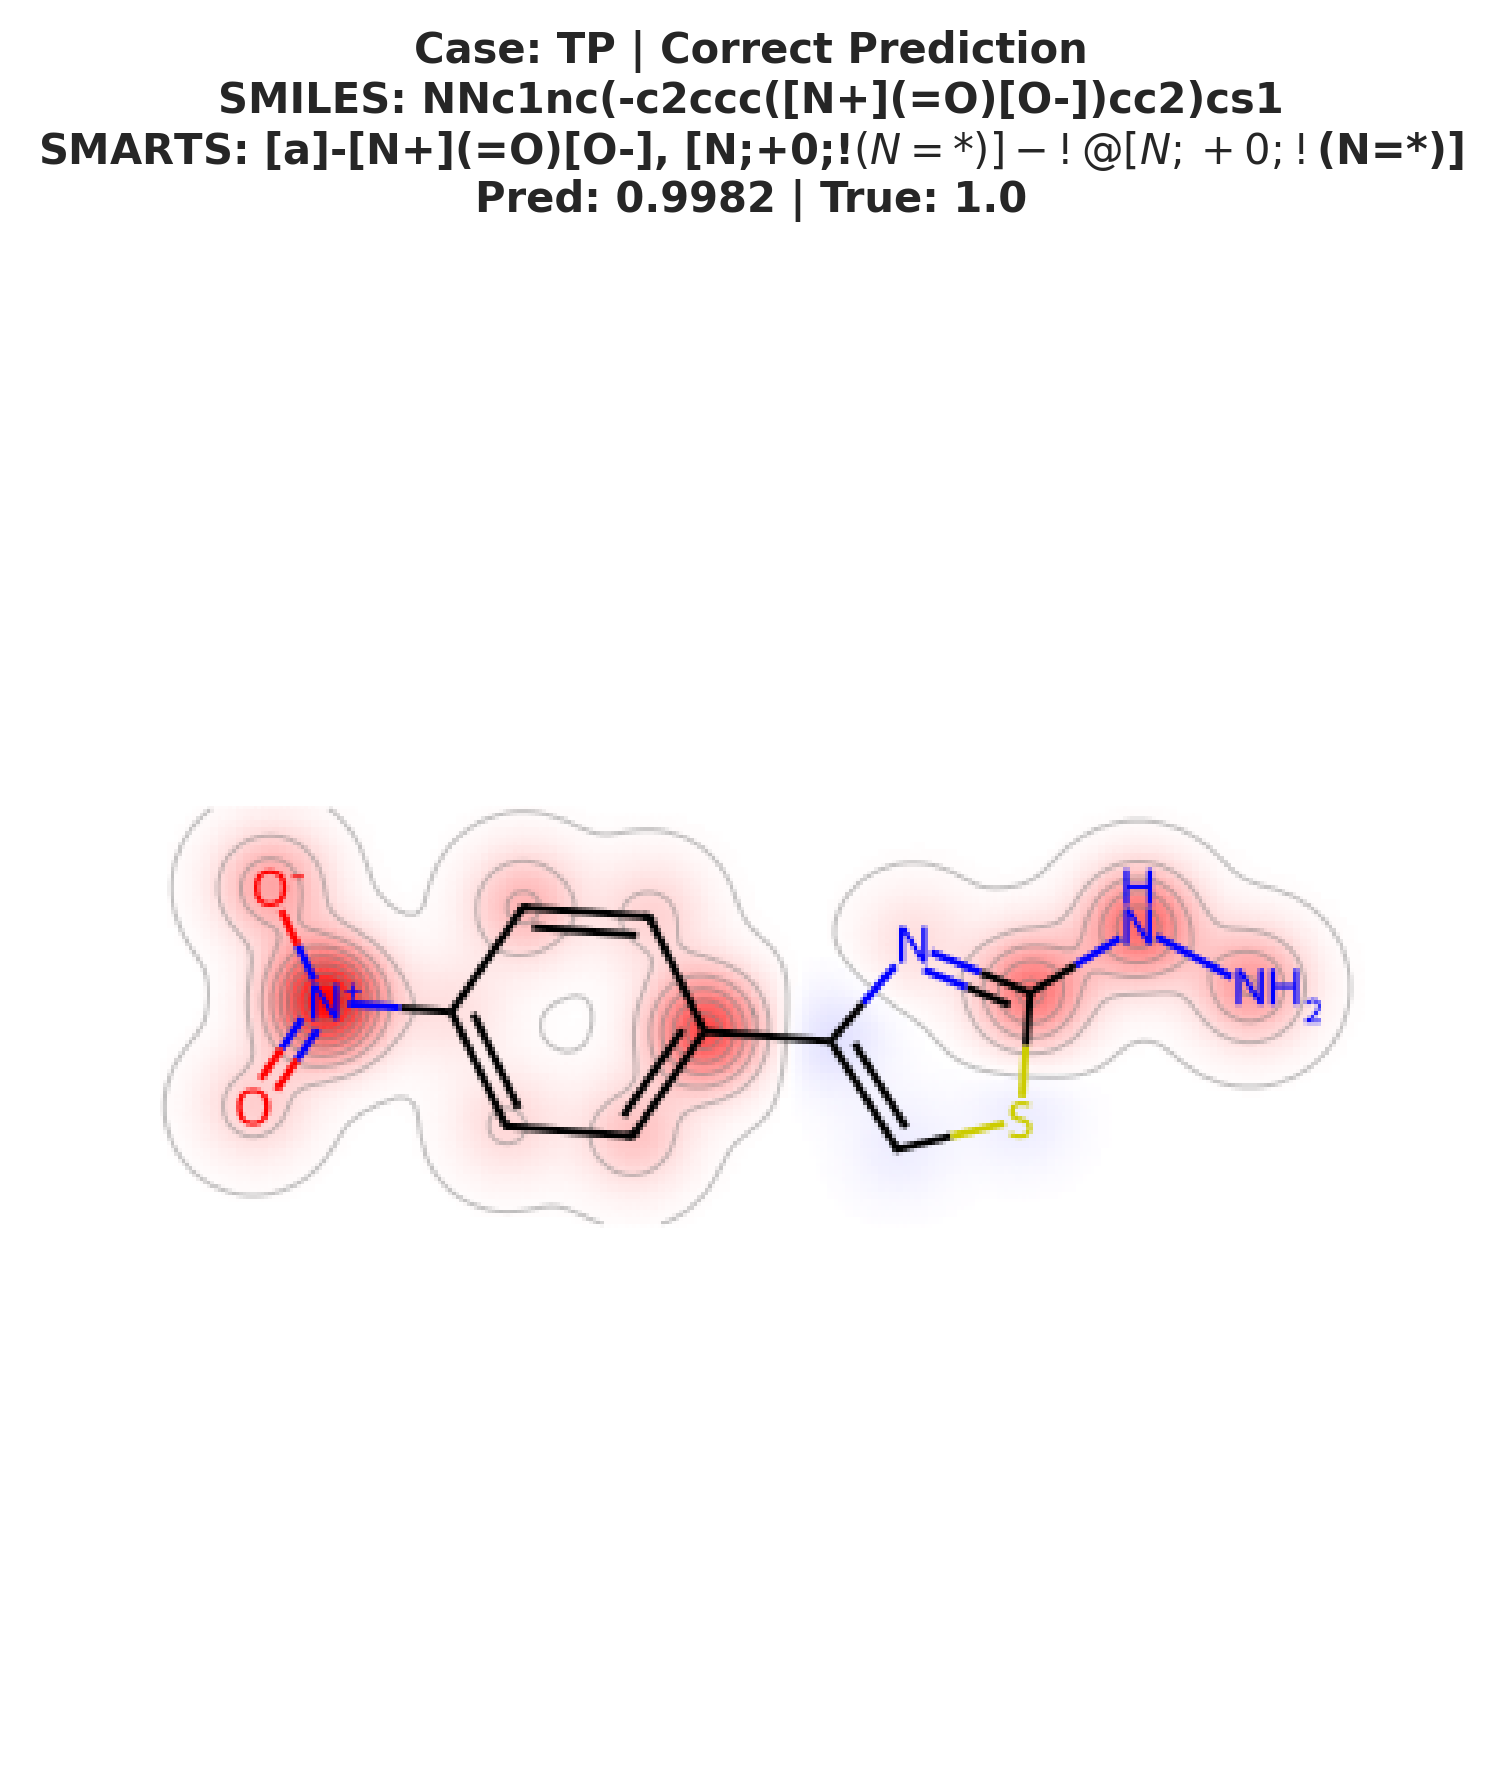 Case: TP | Correct Prediction
SMILES: NNc1nc(-c2ccc([N+](=O)[O-])cc2)cs1
SMARTS: [a]-[N+](=O)[O-], [N;+0;!(N = *)] − ! @[N; + 0; ! (N=*)]
Pred: 0.9982 | True: 1.0
O-
H
N
N
N+
NH2
O
S